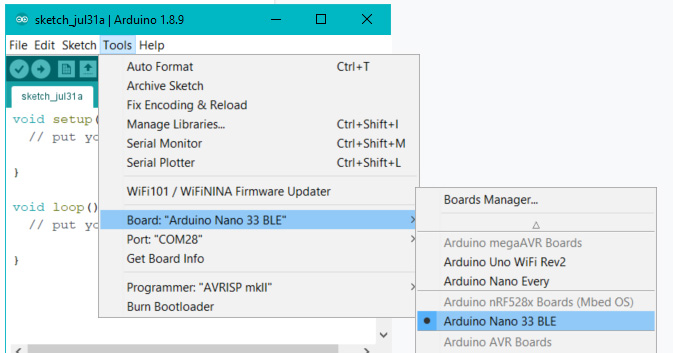 sketch_jul31a | Arduino 1.8.9
File Edit Sketch Tools Help
sketch_jul31a
void setup(
// put yo
}
void loop()
// put yo
}
Auto Format Ctrl+T
Archive Sketch
Fix Encoding & Reload
Manage Libraries... Ctrl+Shift+I
Serial Monitor Ctrl+Shift+M
Serial Plotter Ctrl+Shift+L
WiFi101 / WiFiNINA Firmware Updater
Board: "Arduino Nano 33 BLE"
Port: "COM28"
Get Board Info
Programmer: "AVRISP mkII"
Burn Bootloader
Boards Manager...
Arduino megaAVR Boards
Arduino Uno WiFi Rev2
Arduino Nano Every
Arduino nRF528x Boards (Mbed OS)
Arduino Nano 33 BLE
Arduino AVR Boards